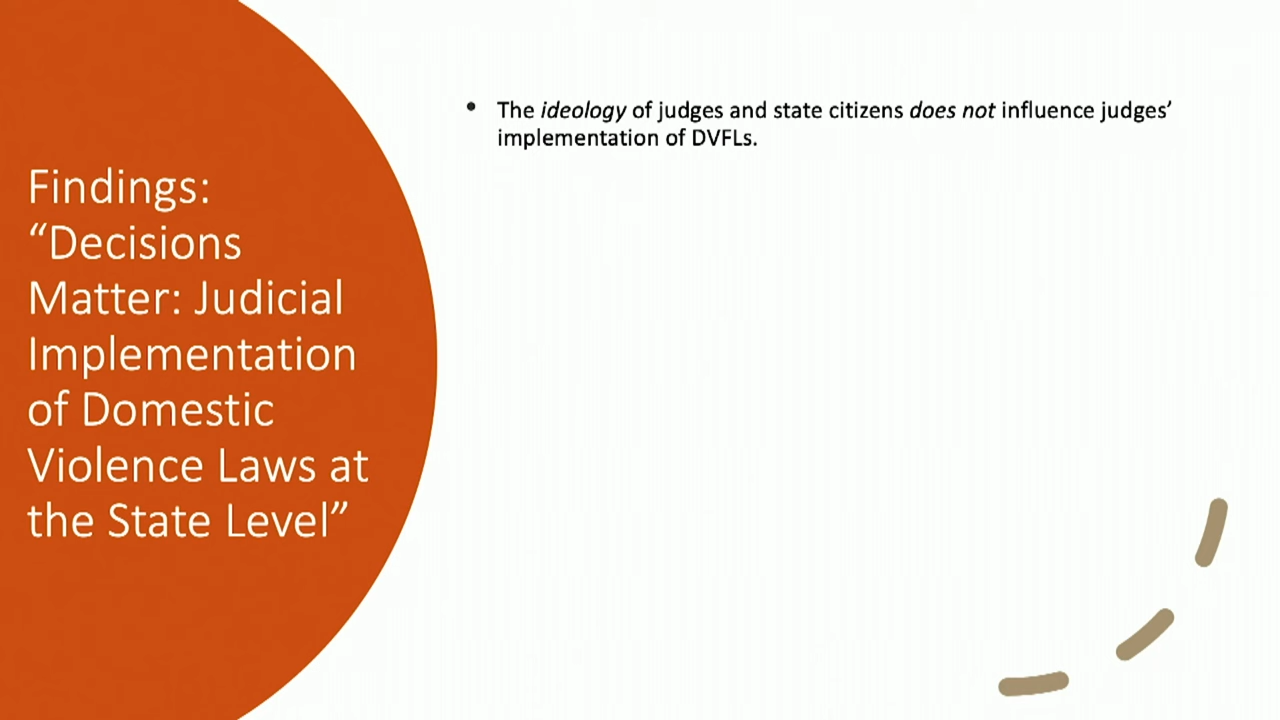 Findings:
“Decisions
Matter: Judicial
Implementation
of Domestic
Violence Laws at
the State Level”
• The ideology of judges and state citizens does not influence judges’
implementation of DVFLs.